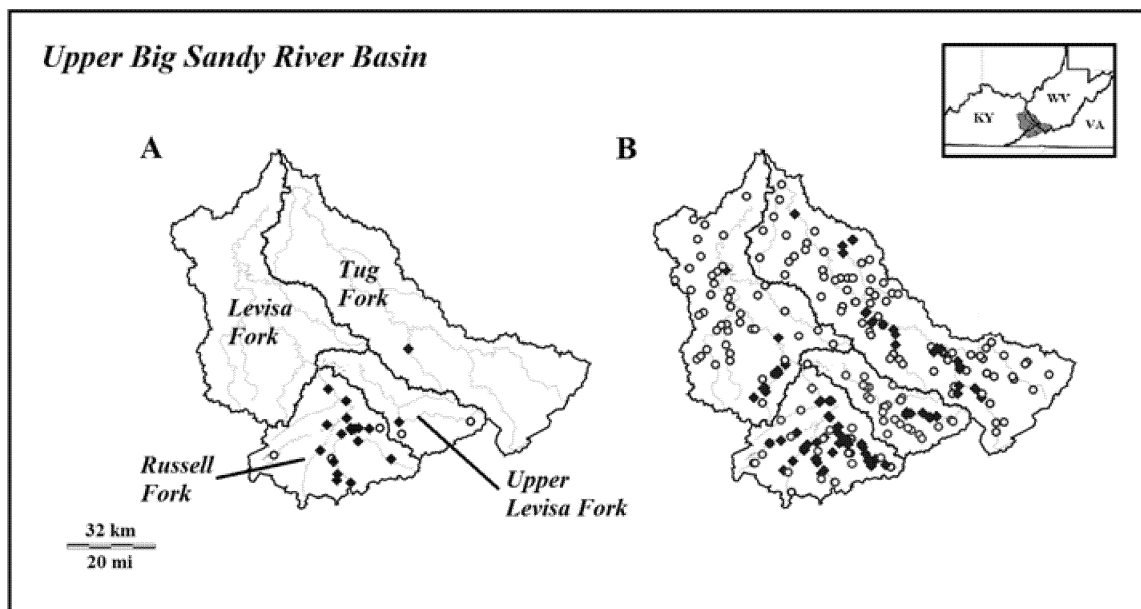 Upper Big Sandy River Basin
KY
WV
VA
A
B
Tug
Fork
Levisa
Fork
Russell
Fork
Upper
Levisa Fork
32 km
20 mi